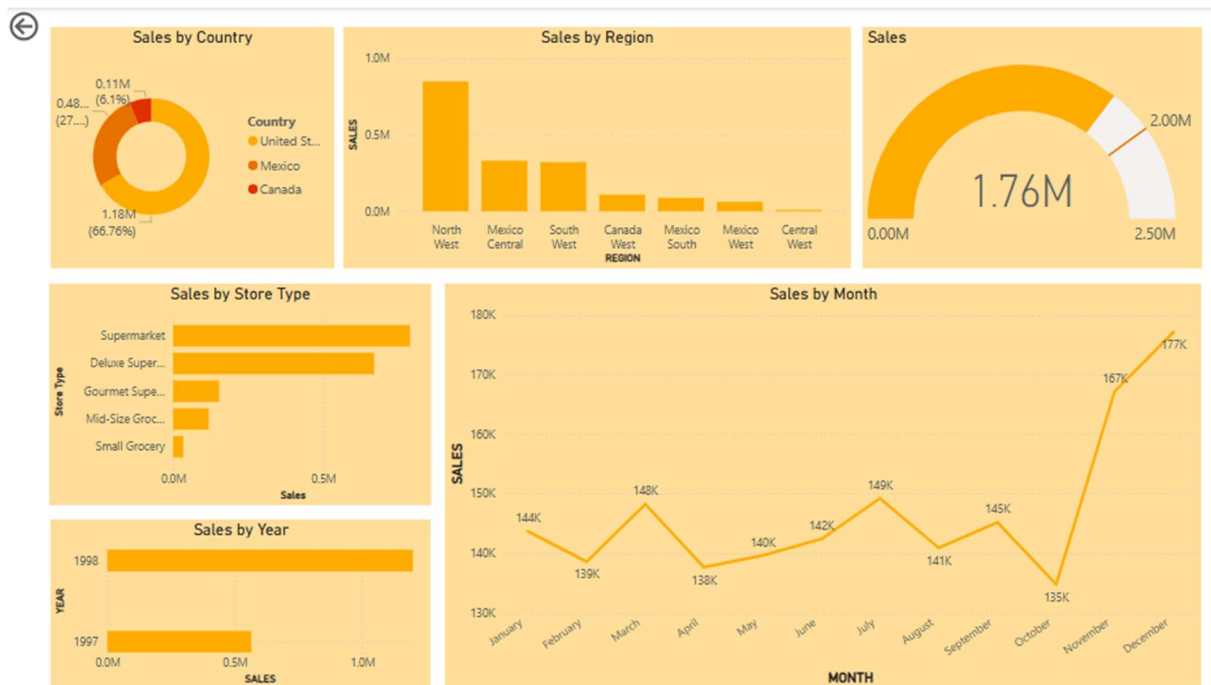 Sales by Country
0.11M
(6.1%)
0.48...
(27....)
1.18M
(66.76%)
Country
United St...
Mexico
Canada
Sales by Region
SALES
1.0M
0.5M
0.0M
North West
Mexico Central
South West
Canada West
Mexico South
Mexico West
Central West
REGION
Sales
2.00M
1.76M
0.00M
2.50M
Sales by Store Type
Store Type
Supermarket
Deluxe Super...
Gourmet Supe...
Mid-Size Groc...
Small Grocery
0.0M
0.5M
Sales
Sales by Year
YEAR
1998
1997
0.0M
0.5M
1.0M
SALES
Sales by Month
SALES
180K
170K
160K
150K
140K
130K
144K
139K
148K
138K
140K
142K
149K
141K
145K
135K
167K
177K
January
February
March
April
May
June
July
August
September
October
November
December
MONTH